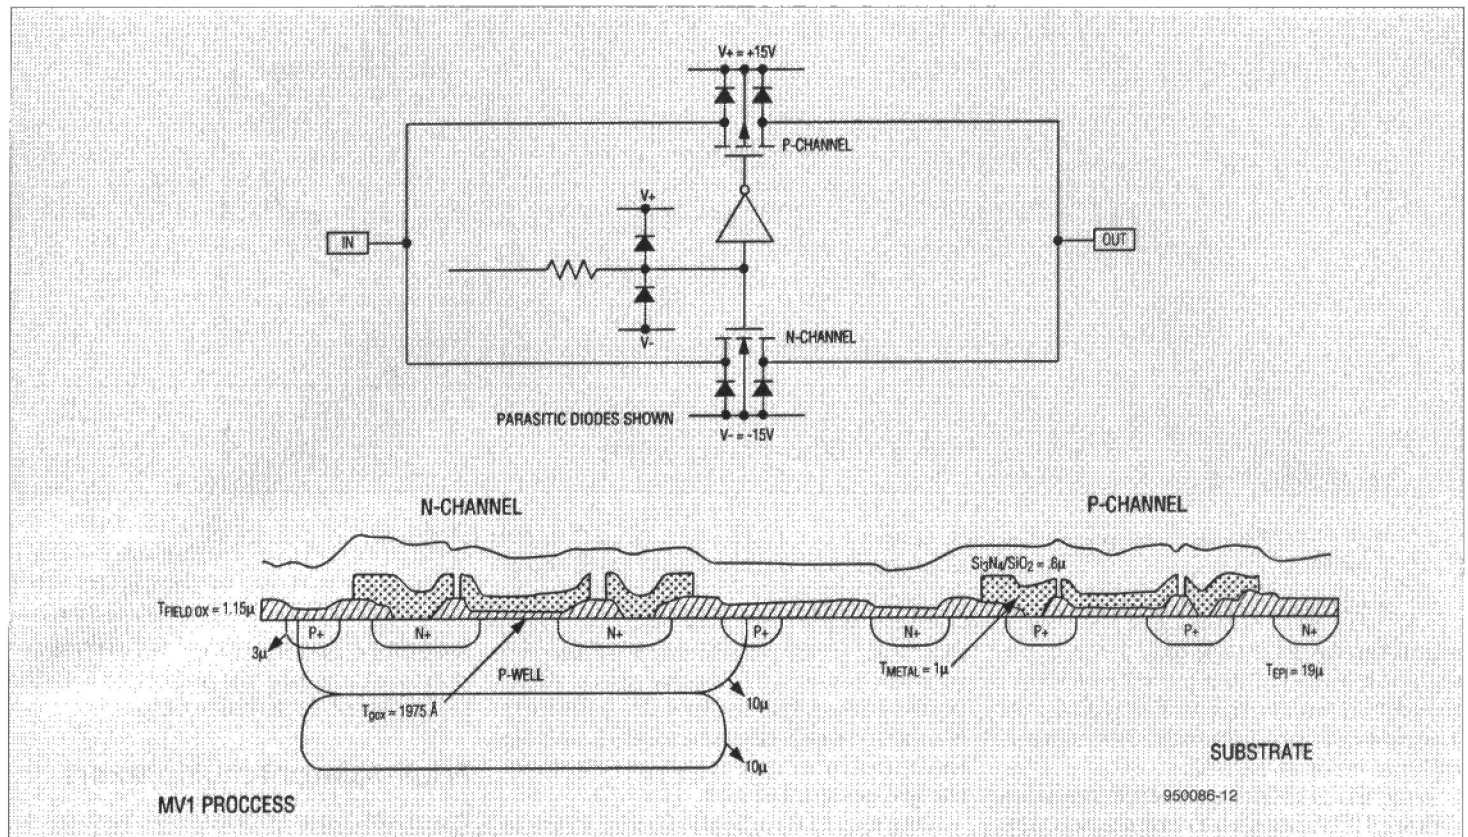 V+ = +15V
P-CHANNEL
V+
IN
OUT
N-CHANNEL
V-
PARASITIC DIODES SHOWN
V- = -15V
N-CHANNEL
P-CHANNEL
Si3N4/SiO2 = .8μ
TFIELD OX = 1.15μ
P+
N+
N+
P+
N+
P+
P+
N+
3μ
P-WELL
TMETAL = 1μ
TEPI = 19μ
Tgox = 1975 Å
10μ
10μ
SUBSTRATE
MV1 PROCCESS
950086-12